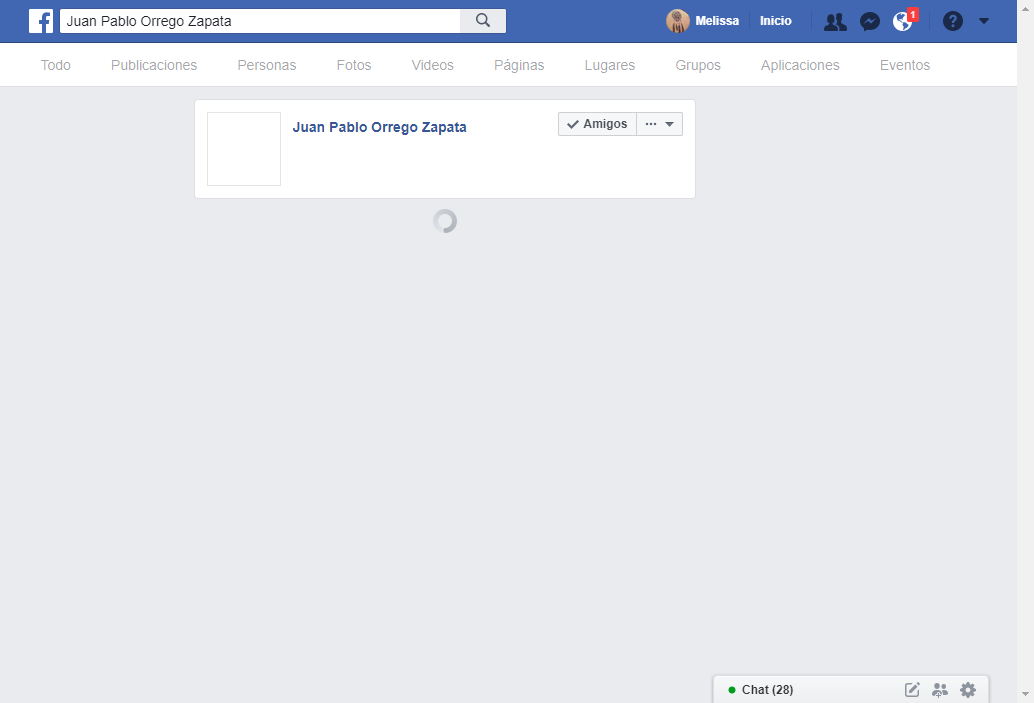 Juan Pablo Orrego Zapata
Melissa Inicio 1
Todo Publicaciones Personas Fotos Videos Páginas Lugares Grupos Aplicaciones Eventos
Juan Pablo Orrego Zapata
Amigos
Chat (28)